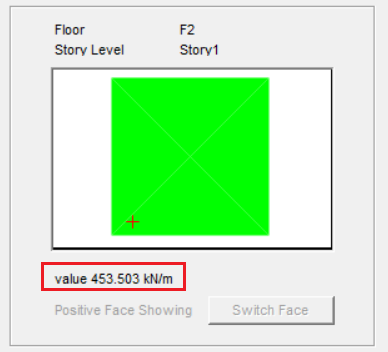 Floor F2
Story Level Story1
value 453.503 kN/m
Positive Face Showing Switch Face